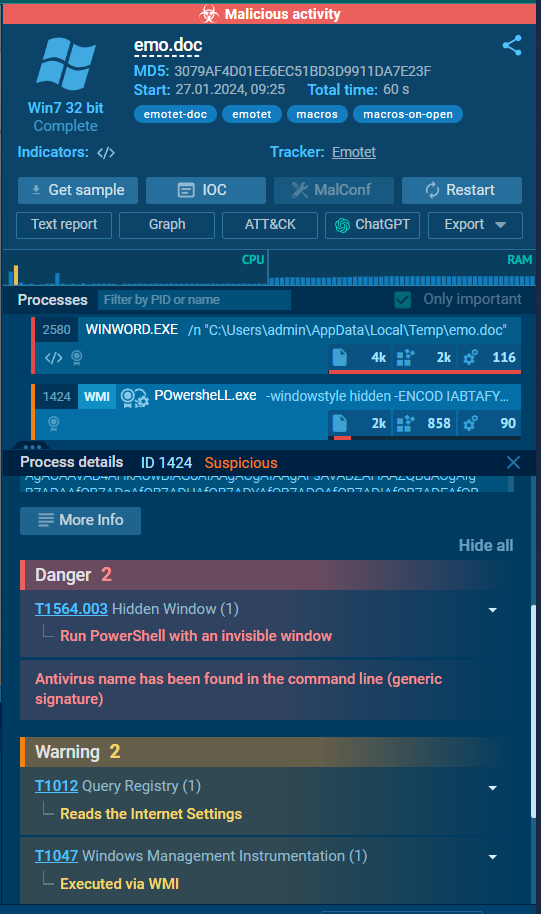 Malicious activity
emo.doc
MD5: 3079AF4D01EE6EC51BD3D9911DA7E23F
Start: 27.01.2024, 09:25 Total time: 60 s
Win7 32 bit
Complete
emotet-doc emotet macros macros-on-open
Indicators: </> Tracker: Emotet
Get sample IOC MalConf Restart
Text report Graph ATT&CK ChatGPT Export
CPU RAM
Processes Filter by PID or name Only important
2580 WINWORD.EXE /n "C:\Users\admin\AppData\Local\Temp\emo.doc"
</> 4k 2k 116
1424 WMI POwersheLL.exe -windowstyle hidden -ENCOD IABTAFY...
2k 858 90
Process details ID 1424 Suspicious
More Info
Hide all
Danger 2
T1564.003 Hidden Window (1)
Run PowerShell with an invisible window
Antivirus name has been found in the command line (generic
signature)
Warning 2
T1012 Query Registry (1)
Reads the Internet Settings
T1047 Windows Management Instrumentation (1)
Executed via WMI